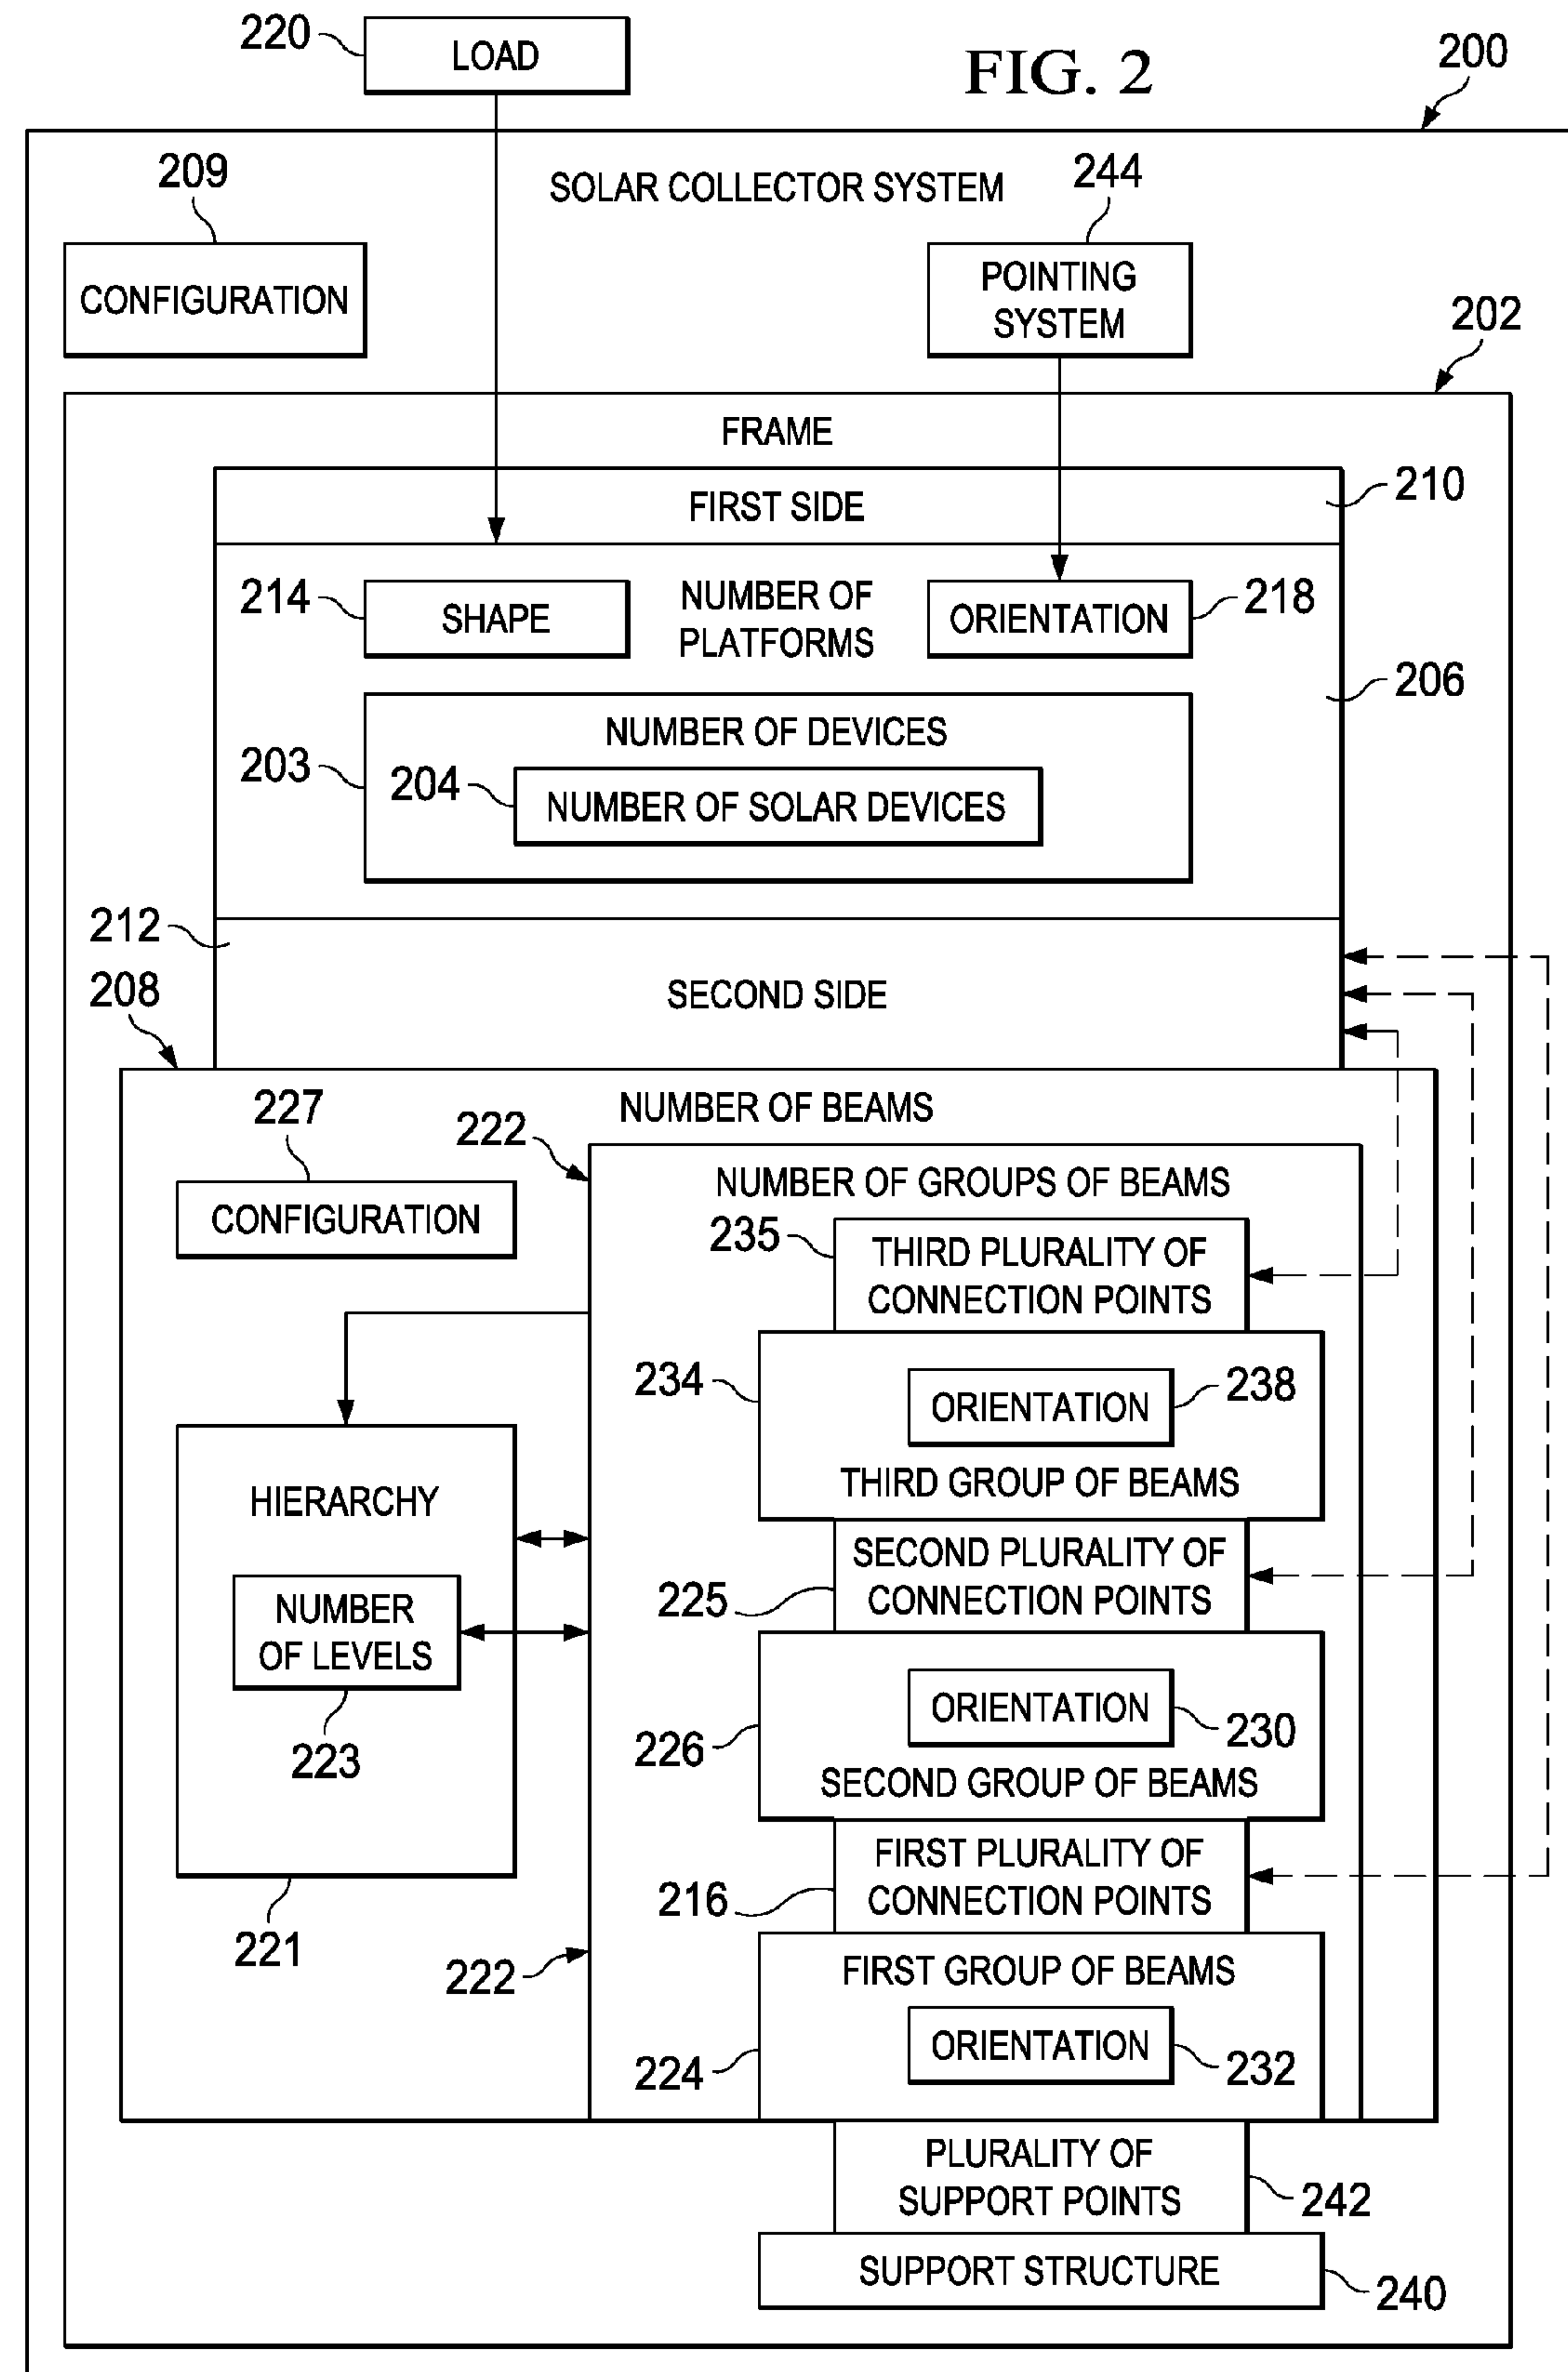 220
LOAD
FIG. 2
200
209
SOLAR COLLECTOR SYSTEM
244
CONFIGURATION
POINTING
SYSTEM
202
FRAME
FIRST SIDE
210
214
SHAPE
NUMBER OF
PLATFORMS
ORIENTATION
218
206
NUMBER OF DEVICES
203
204
NUMBER OF SOLAR DEVICES
212
SECOND SIDE
208
NUMBER OF BEAMS
227
222
CONFIGURATION
NUMBER OF GROUPS OF BEAMS
235
THIRD PLURALITY OF
CONNECTION POINTS
234
ORIENTATION
238
THIRD GROUP OF BEAMS
HIERARCHY
SECOND PLURALITY OF
CONNECTION POINTS
225
NUMBER
OF LEVELS
223
ORIENTATION
230
226
SECOND GROUP OF BEAMS
FIRST PLURALITY OF
CONNECTION POINTS
216
221
222
FIRST GROUP OF BEAMS
ORIENTATION
224
232
PLURALITY OF
SUPPORT POINTS
242
SUPPORT STRUCTURE
240